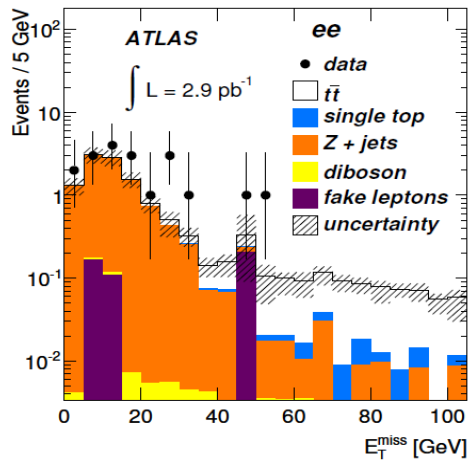 Events / 5 GeV
10²
10
1
10⁻¹
10⁻²
ATLAS
ee
∫ L = 2.9 pb⁻¹
data
tt̄
single top
Z + jets
diboson
fake leptons
uncertainty
0 20 40 60 80 100
E_T^miss [GeV]